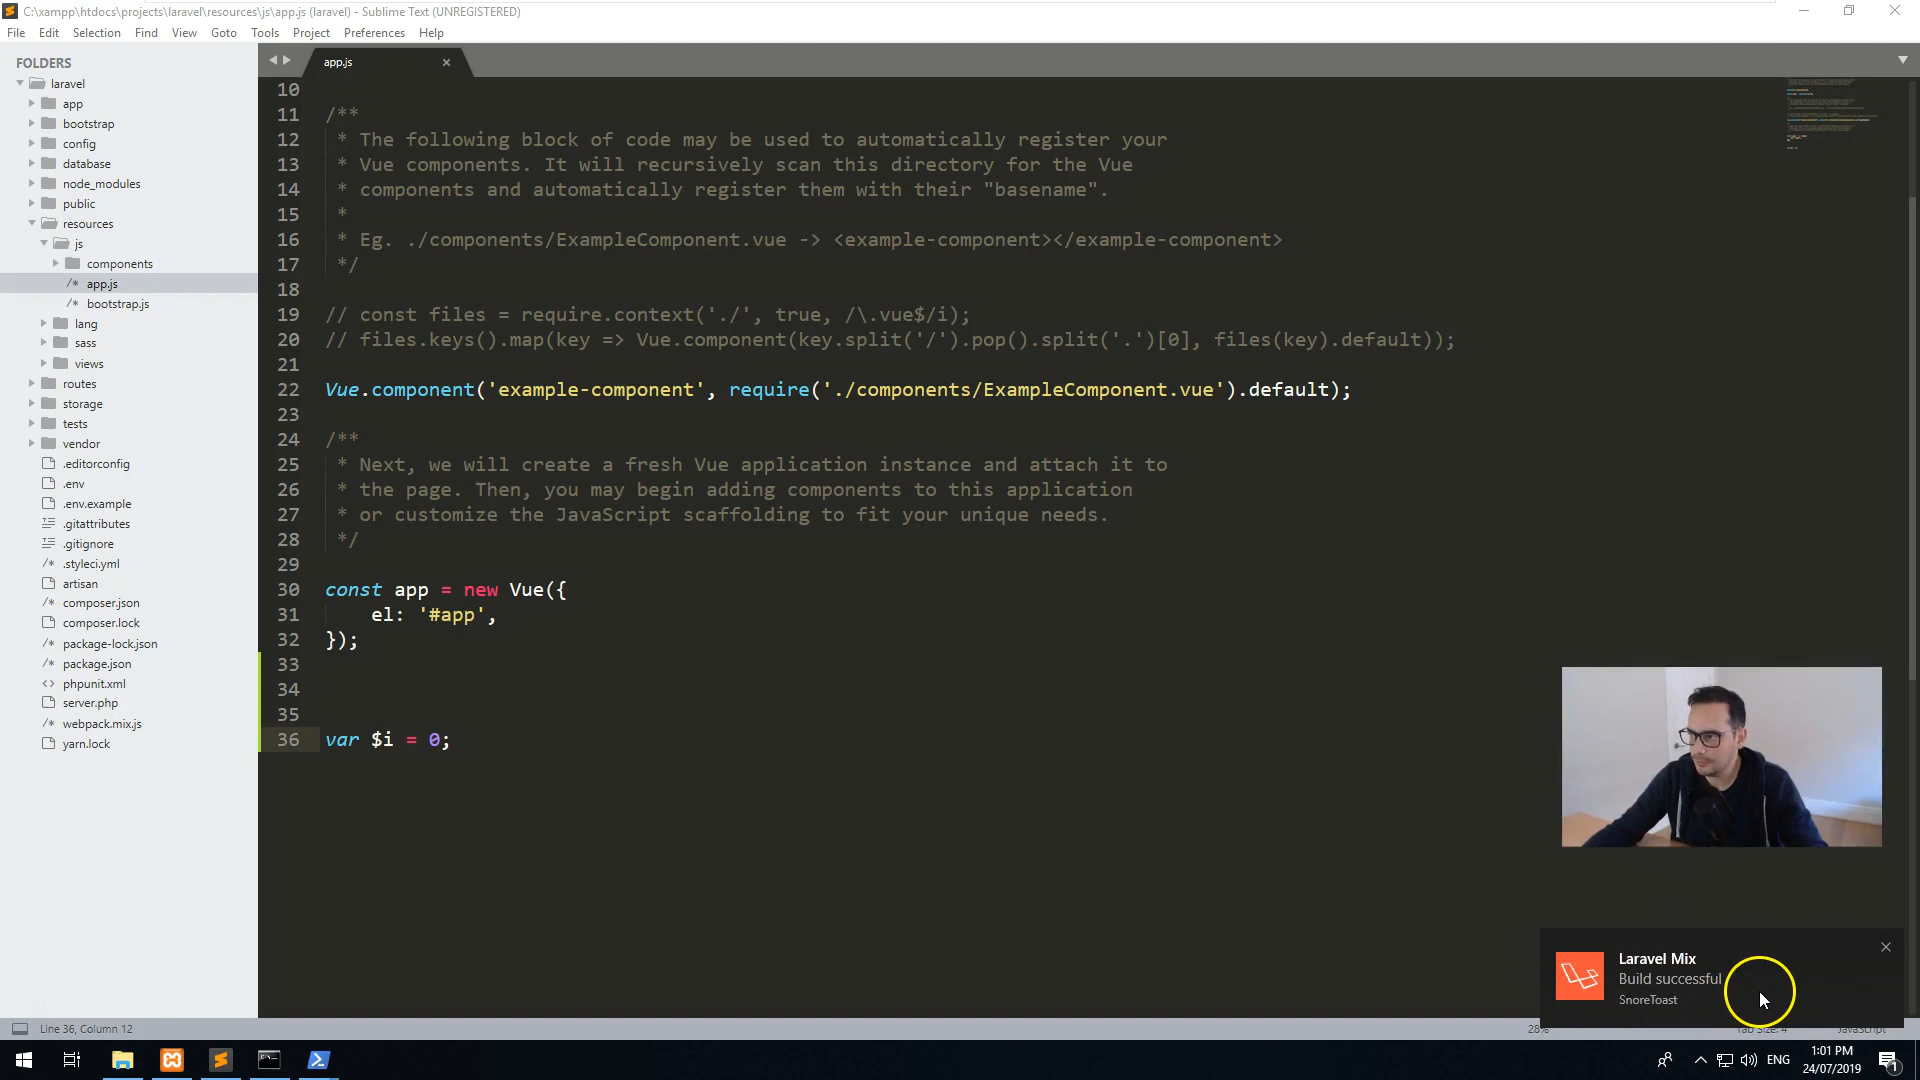 C:\xampp\htdocs\projects\laravel\resources\js\app.js (laravel) - Sublime Text (UNREGISTERED)
File Edit Selection Find View Goto Tools Project Preferences Help
FOLDERS
laravel
app
bootstrap
config
database
node_modules
public
resources
js
components
/* app.js
/* bootstrap.js
lang
sass
views
routes
storage
tests
vendor
.editorconfig
.env
.env.example
.gitattributes
.gitignore
/* .styleci.yml
artisan
/* composer.json
composer.lock
/* package-lock.json
/* package.json
<> phpunit.xml
server.php
/* webpack.mix.js
yarn.lock
app.js
10
11 /**
12  * The following block of code may be used to automatically register your
13  * Vue components. It will recursively scan this directory for the Vue
14  * components and automatically register them with their "basename".
15  *
16  * Eg. ./components/ExampleComponent.vue -> <example-component></example-component>
17  */
18
19 // const files = require.context('./', true, /\.vue$/i);
20 // files.keys().map(key => Vue.component(key.split('/').pop().split('.')[0], files(key).default));
21
22 Vue.component('example-component', require('./components/ExampleComponent.vue').default);
23
24 /**
25  * Next, we will create a fresh Vue application instance and attach it to
26  * the page. Then, you may begin adding components to this application
27  * or customize the JavaScript scaffolding to fit your unique needs.
28  */
29
30 const app = new Vue({
31     el: '#app',
32 });
33
34
35
36 var $i = 0;
Laravel Mix
Build successful
SnoreToast
Line 36, Column 12
28%
Tab Size: 4
JavaScript
ENG
1:01 PM
24/07/2019
1